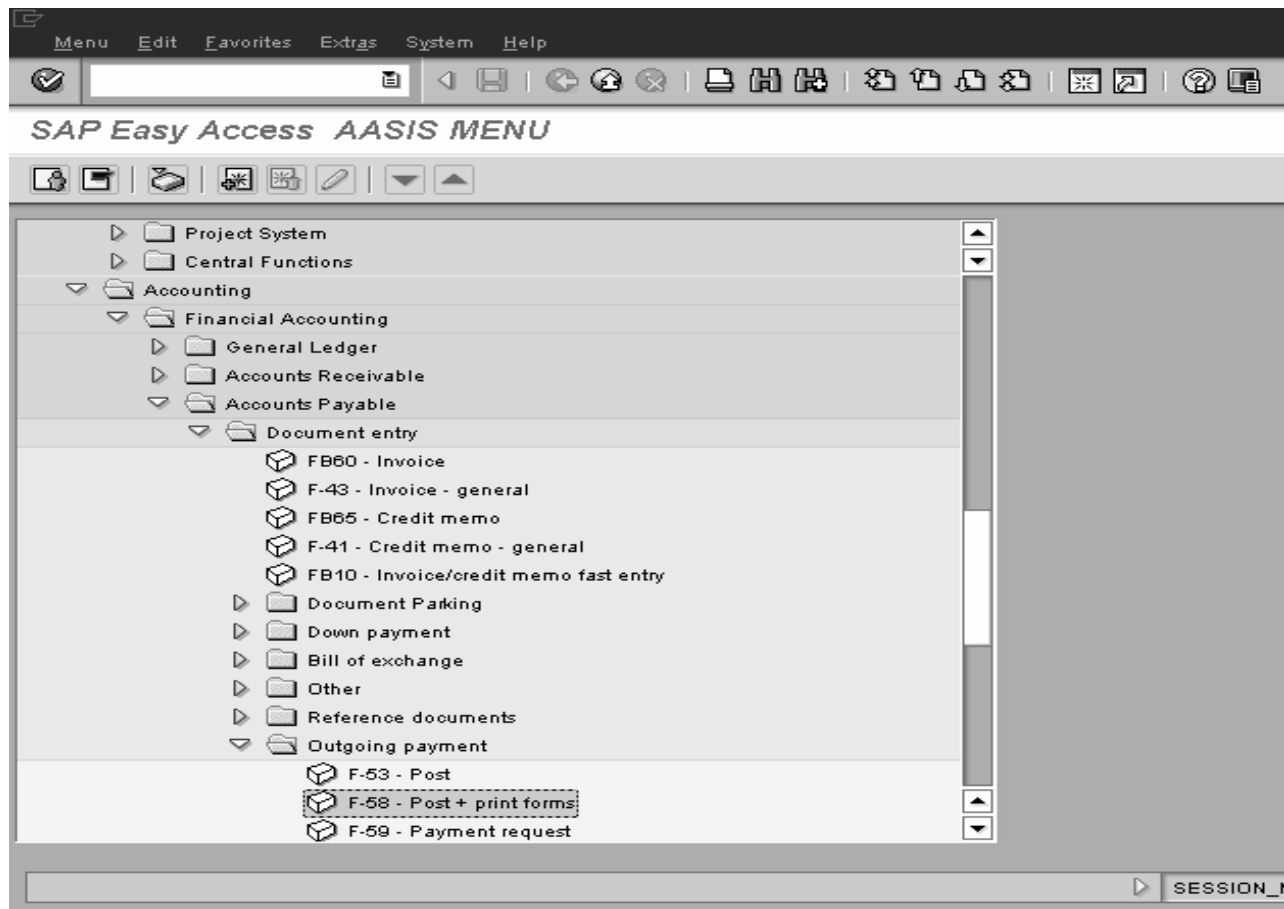 Menu Edit Favorites Extras System Help
SAP Easy Access AASIS MENU
Project System
Central Functions
Accounting
Financial Accounting
General Ledger
Accounts Receivable
Accounts Payable
Document entry
FB60 - Invoice
F-43 - Invoice - general
FB65 - Credit memo
F-41 - Credit memo - general
FB10 - Invoice/credit memo fast entry
Document Parking
Down payment
Bill of exchange
Other
Reference documents
Outgoing payment
F-53 - Post
F-58 - Post + print forms
F-59 - Payment request